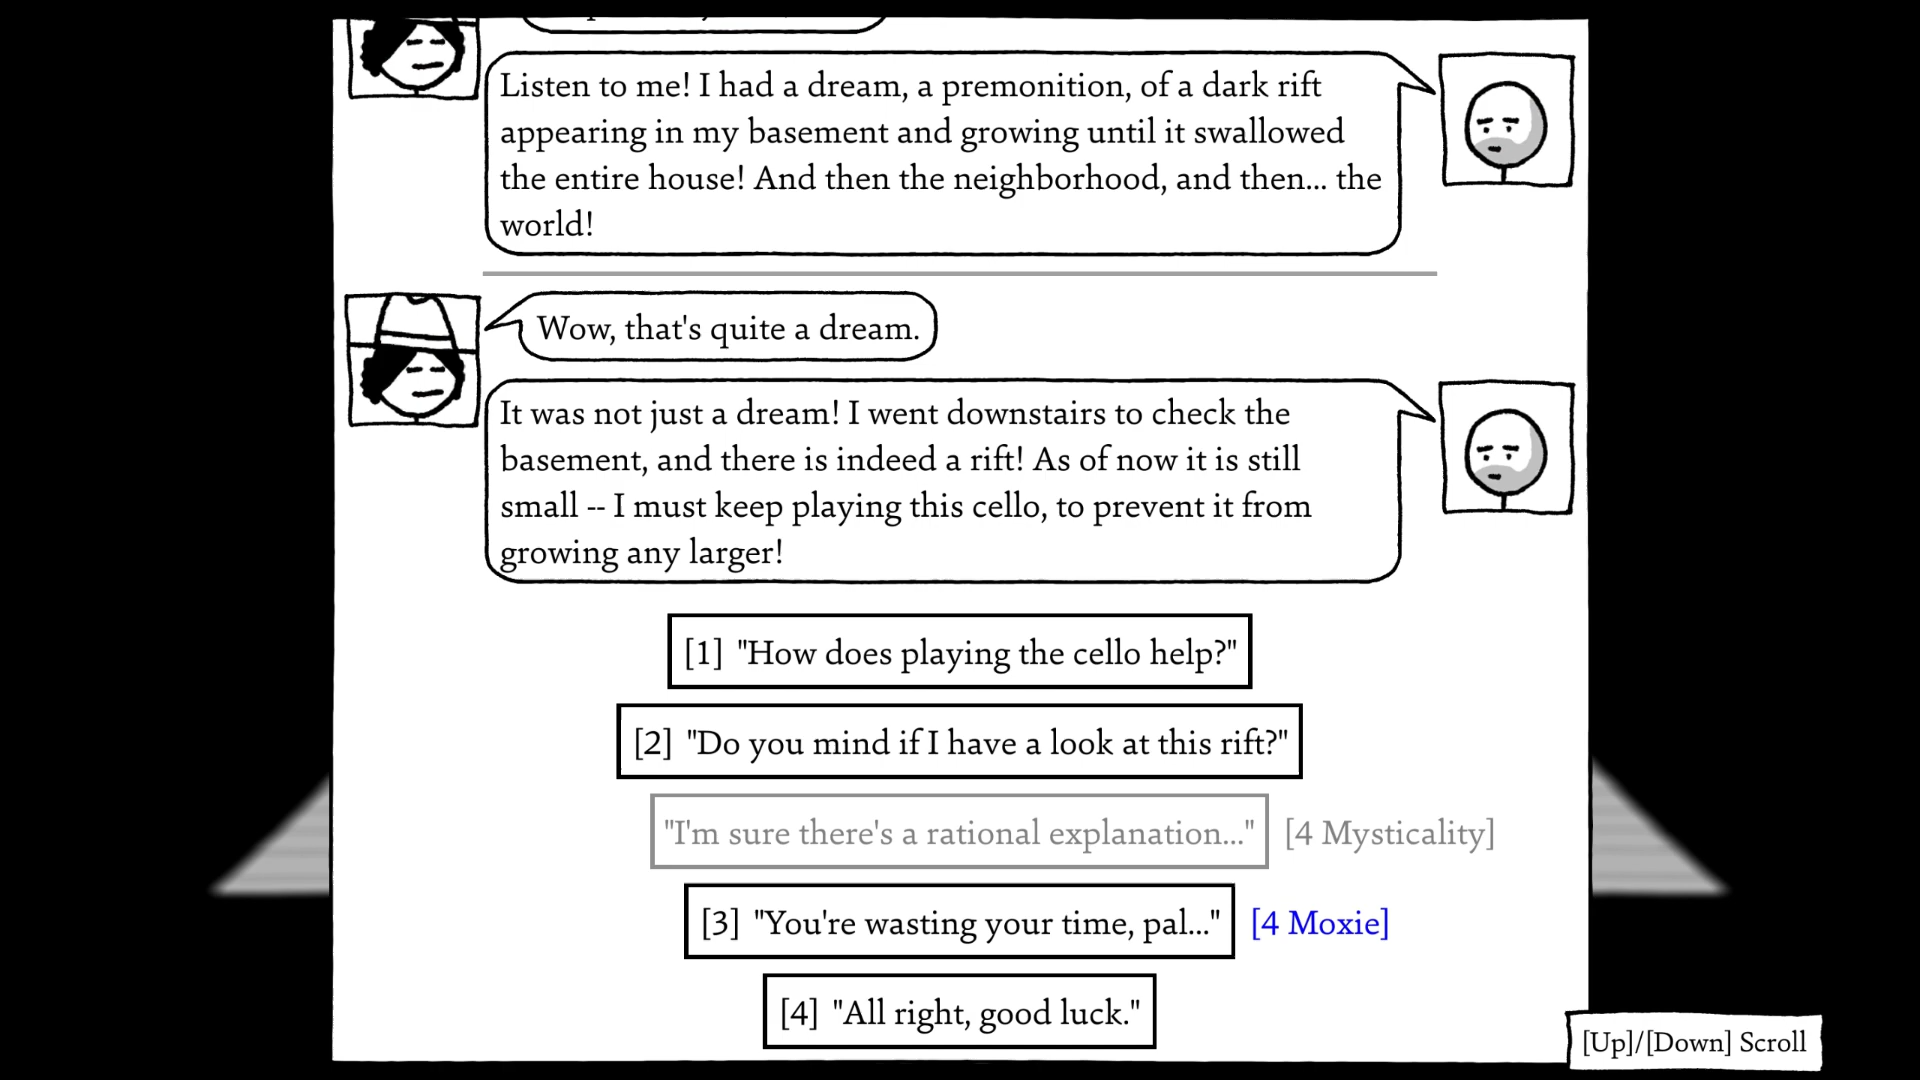 Listen to me! I had a dream, a premonition, of a dark rift
appearing in my basement and growing until it swallowed
the entire house! And then the neighborhood, and then... the
world!
Wow, that's quite a dream.
It was not just a dream! I went downstairs to check the
basement, and there is indeed a rift! As of now it is still
small -- I must keep playing this cello, to prevent it from
growing any larger!
[1] "How does playing the cello help?"
[2] "Do you mind if I have a look at this rift?"
"I'm sure there's a rational explanation..." [4 Mysticality]
[3] "You're wasting your time, pal..." [4 Moxie]
[4] "All right, good luck."
[Up]/[Down] Scroll